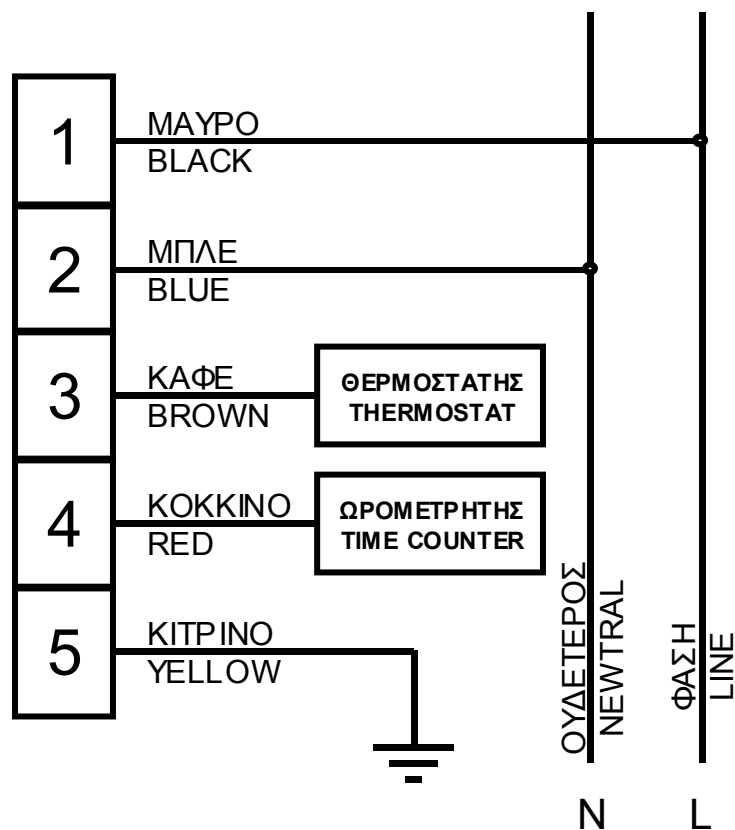 1
ΜΑΥΡΟ
BLACK
2
ΜΠΛΕ
BLUE
3
ΚΑΦΕ
BROWN
ΘΕΡΜΟΣΤΑΤΗΣ
THERMOSTAT
4
ΚΟΚΚΙΝΟ
RED
ΩΡΟΜΕΤΡΗΤΗΣ
TIME COUNTER
5
ΚΙΤΡΙΝΟ
YELLOW
ΟΥΔΕΤΕΡΟΣ
NEWTRAL
ΦΑΣΗ
LINE
N
L